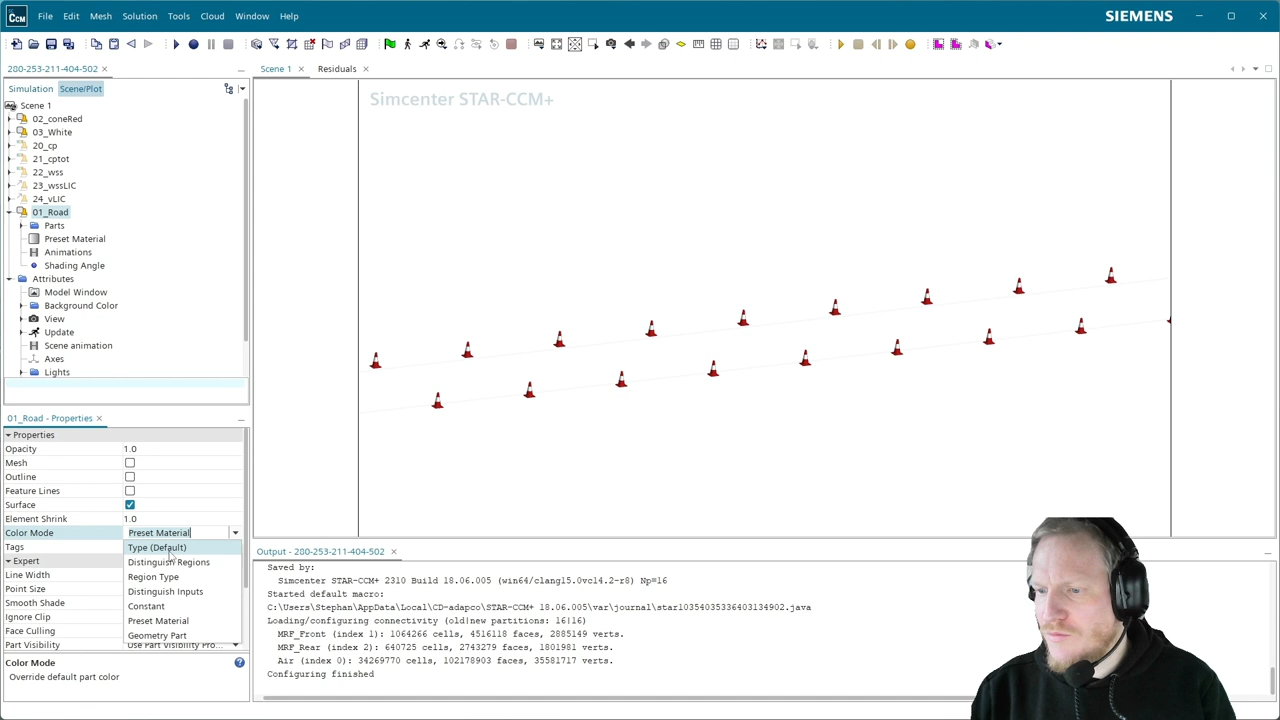 CCM File Edit Mesh Solution Tools Cloud Window Help SIEMENS
280-253-211-404-502
Simulation Scene/Plot
Scene 1
02_coneRed
03_White
20_cp
21_cptot
22_wss
23_wssLIC
24_vLIC
01_Road
Parts
Preset Material
Animations
Shading Angle
Attributes
Model Window
Background Color
View
Update
Scene animation
Axes
Lights
01_Road - Properties
Properties
Opacity 1.0
Mesh
Outline
Feature Lines
Surface
Element Shrink 1.0
Color Mode Preset Material
Tags
Expert
Line Width
Point Size
Smooth Shade
Ignore Clip
Face Culling
Part Visibility Use Part Visibility Pro...
Type (Default)
Distinguish Regions
Region Type
Distinguish Inputs
Constant
Preset Material
Geometry Part
Color Mode
Override default part color
Scene 1 Residuals
Simcenter STAR-CCM+
Output - 280-253-211-404-502
Saved by:
Simcenter STAR-CCM+ 2310 Build 18.06.005 (win64/clang15.0vc14.2-r8) Np=16
Started default macro:
C:\Users\Stephan\AppData\Local\CD-adapco\STAR-CCM+ 18.06.005\var\journal\star10354035336403134902.java
Loading/configuring connectivity (old|new partitions: 16|16)
MRF_Front (index 1): 1064266 cells, 4516118 faces, 2885149 verts.
MRF_Rear (index 2): 640725 cells, 2743279 faces, 1801981 verts.
Air (index 0): 34269770 cells, 102178903 faces, 35581717 verts.
Configuring finished